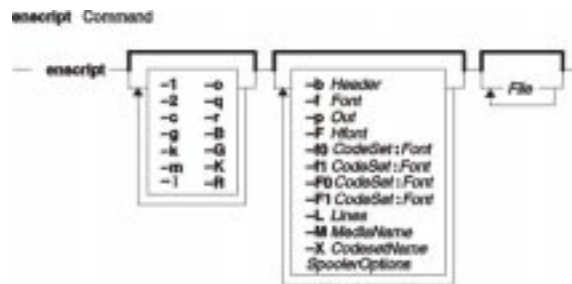 enscript Command
enscript
-1 -o
-2 -q
-c -r
-g -B
-k -G
-m -K
-l -R
-b Header
-f Font
-p Out
-F Hfont
-f0 CodeSet:Font
-f1 CodeSet:Font
-F0 CodeSet:Font
-F1 CodeSet:Font
-L Lines
-M MediaName
-X CodesetName
SpoolerOptions
File